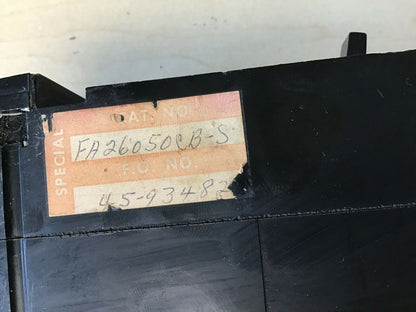 SPECIAL
CAT. NO.
FA26050CB-S
F.O. NO.
45-93482